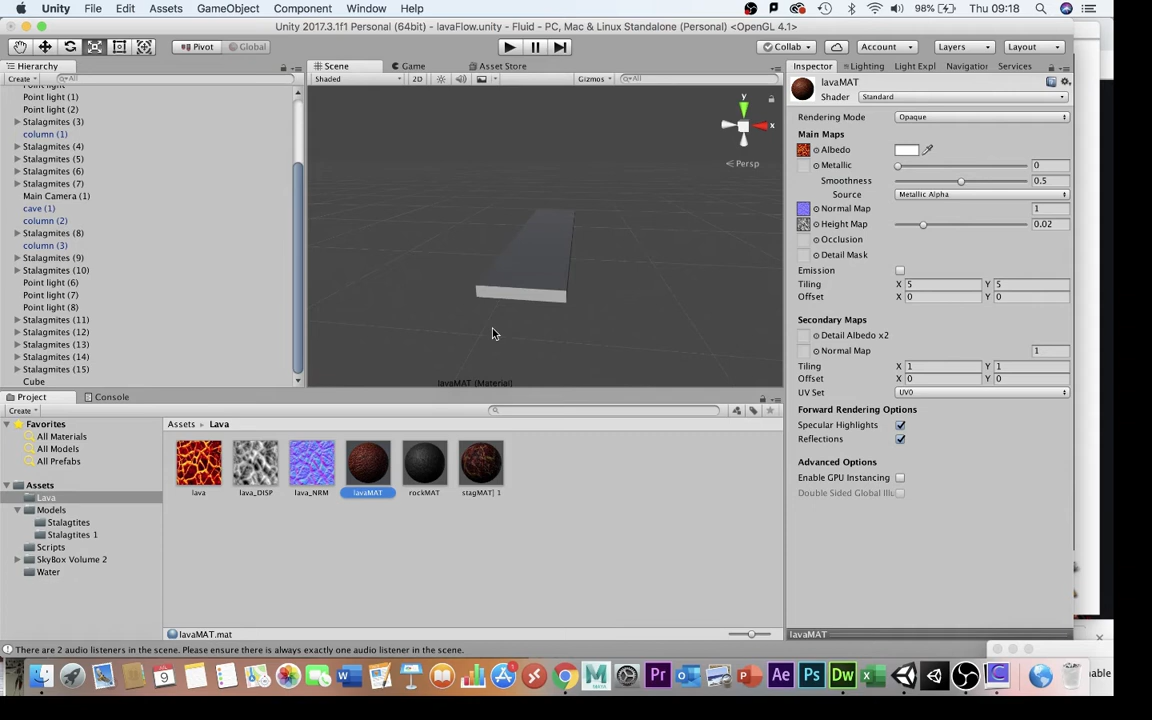 Unity File Edit Assets GameObject Component Window Help 98% Thu 09:18
Unity 2017.3.1f1 Personal (64bit) - lavaFlow.unity - Fluid - PC, Mac & Linux Standalone (Personal) <OpenGL 4.1>
Pivot Global Collab Account Layers Layout
Hierarchy Scene Game Asset Store Inspector Lighting Light Expl Navigation Services
Create All Shaded 2D Gizmos All lavaMAT
Shader Standard
Point light (1)
Point light (2)
Stalagmites (3)
column (1)
Stalagmites (4)
Stalagmites (5)
Stalagmites (6)
Stalagmites (7)
Main Camera (1)
cave (1)
column (2)
Stalagmites (8)
column (3)
Stalagmites (9)
Stalagmites (10)
Point light (6)
Point light (7)
Point light (8)
Stalagmites (11)
Stalagmites (12)
Stalagmites (13)
Stalagmites (14)
Stalagmites (15)
Cube
y
x
Persp
lavaMAT (Material)
Rendering Mode Opaque
Main Maps
Albedo
Metallic 0
Smoothness 0.5
Source Metallic Alpha
Normal Map 1
Height Map 0.02
Occlusion
Detail Mask
Emission
Tiling X 5 Y 5
Offset X 0 Y 0
Secondary Maps
Detail Albedo x2
Normal Map 1
Tiling X 1 Y 1
Offset X 0 Y 0
UV Set UV0
Forward Rendering Options
Specular Highlights
Reflections
Advanced Options
Enable GPU Instancing
Double Sided Global Illu
Project Console
Create
Favorites
All Materials
All Models
All Prefabs
Assets
Lava
Models
Stalagtites
Stalagtites 1
Scripts
SkyBox Volume 2
Water
Assets Lava
lava lava_DISP lava_NRM lavaMAT rockMAT stagMAT] 1
lavaMAT.mat
lavaMAT
There are 2 audio listeners in the scene. Please ensure there is always exactly one audio listener in the scene.
nable